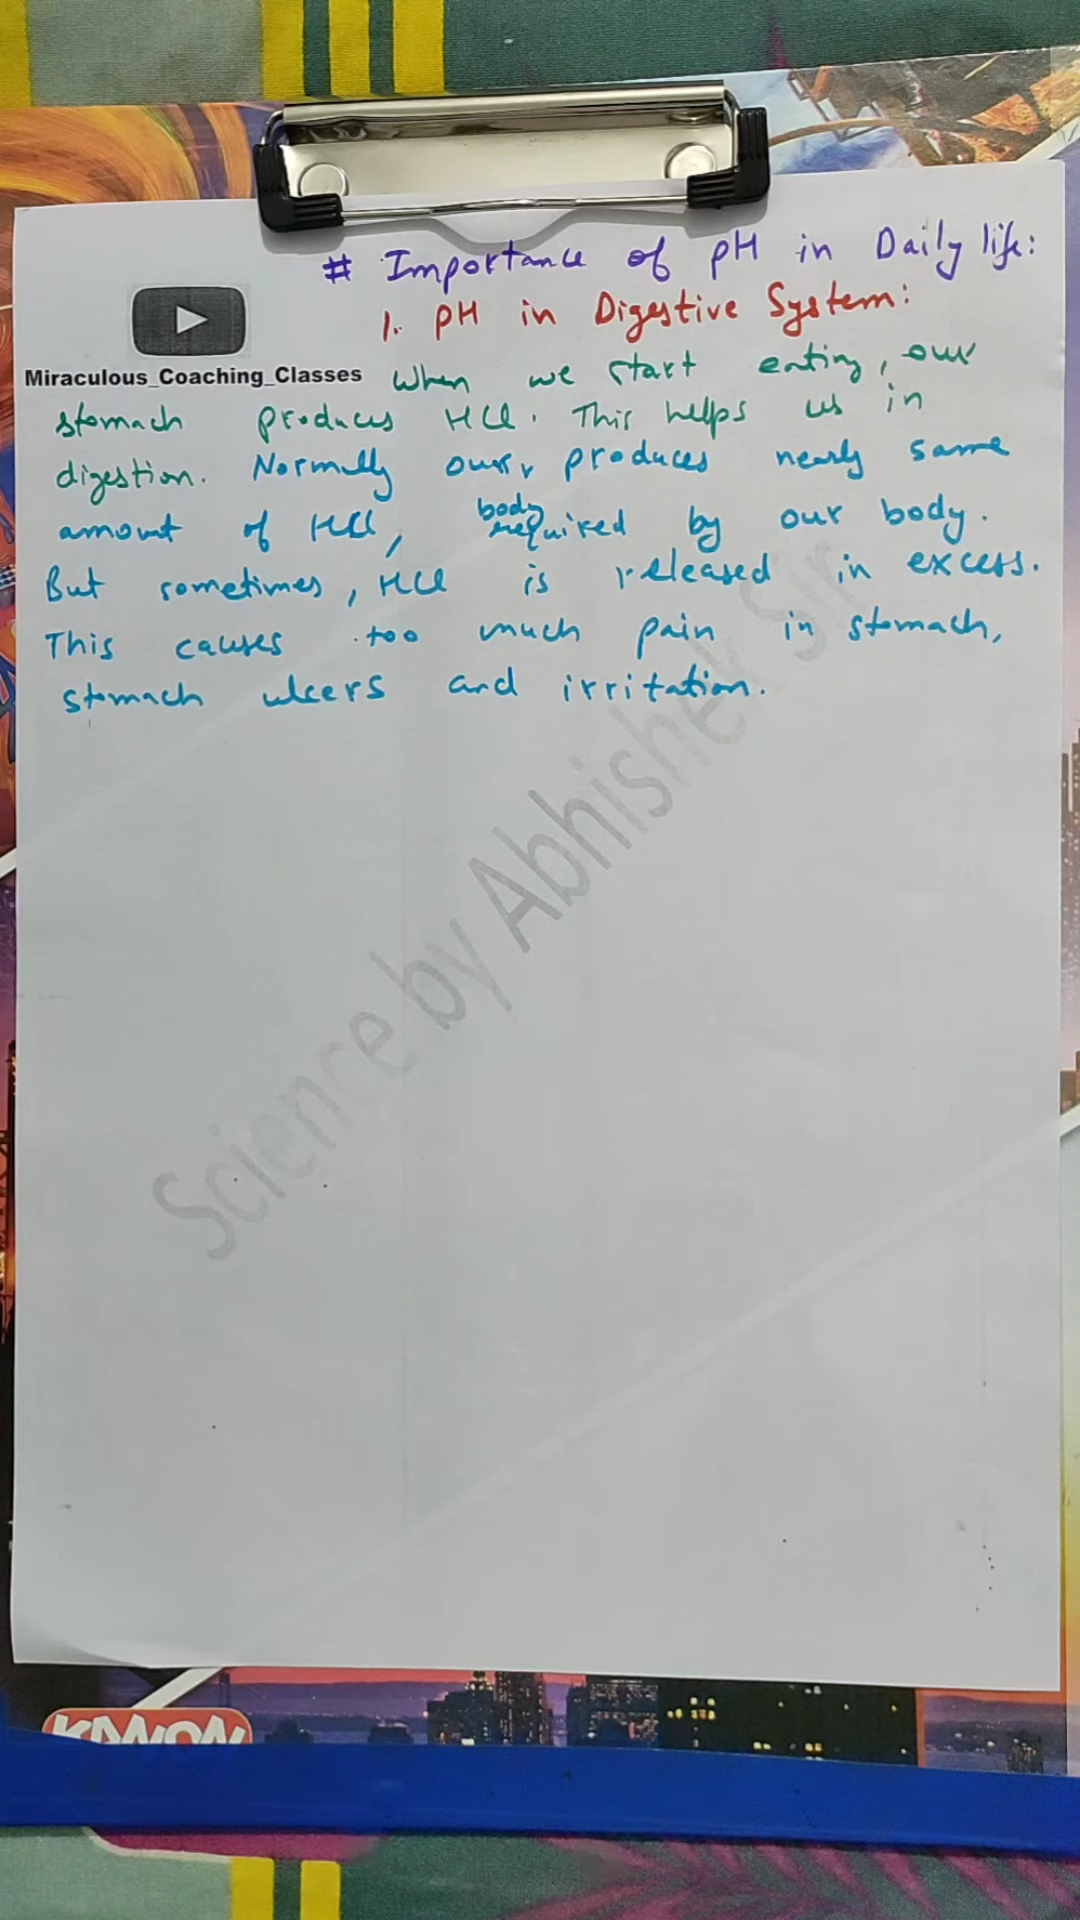 # Importance of pH in Daily life:
1. pH in Digestive System:
Miraculous_Coaching_Classes
When we start eating, our
stomach produces HCl. This helps us in
digestion. Normally our body produces nearly same
amount of HCl, required by our body.
But sometimes, HCl is released in excess.
This causes too much pain in stomach,
stomach ulcers and irritation.
Science by Abhishek Sir